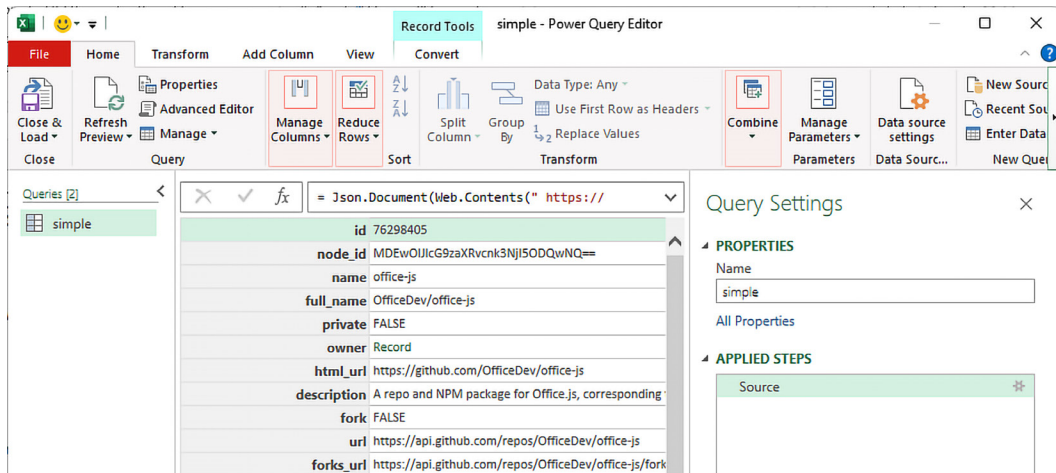 Record Tools simple - Power Query Editor
File Home Transform Add Column View Convert
Close & Load
Close
Refresh Preview
Properties
Advanced Editor
Manage
Query
Manage Columns
Reduce Rows
Sort
Split Column
Group By
Data Type: Any
Use First Row as Headers
Replace Values
Transform
Combine
Manage Parameters
Parameters
Data source settings
Data Sourc...
New Sourc
Recent Sou
Enter Data
New Quer
Queries [2]
simple
fx = Json.Document(Web.Contents(" https://
id 76298405
node_id MDEwOlJlcG9zaXRvcnk3NjI5ODQwNQ==
name office-js
full_name OfficeDev/office-js
private FALSE
owner Record
html_url https://github.com/OfficeDev/office-js
description A repo and NPM package for Office.js, corresponding
fork FALSE
url https://api.github.com/repos/OfficeDev/office-js
forks_url https://api.github.com/repos/OfficeDev/office-js/fork
Query Settings
PROPERTIES
Name
simple
All Properties
APPLIED STEPS
Source